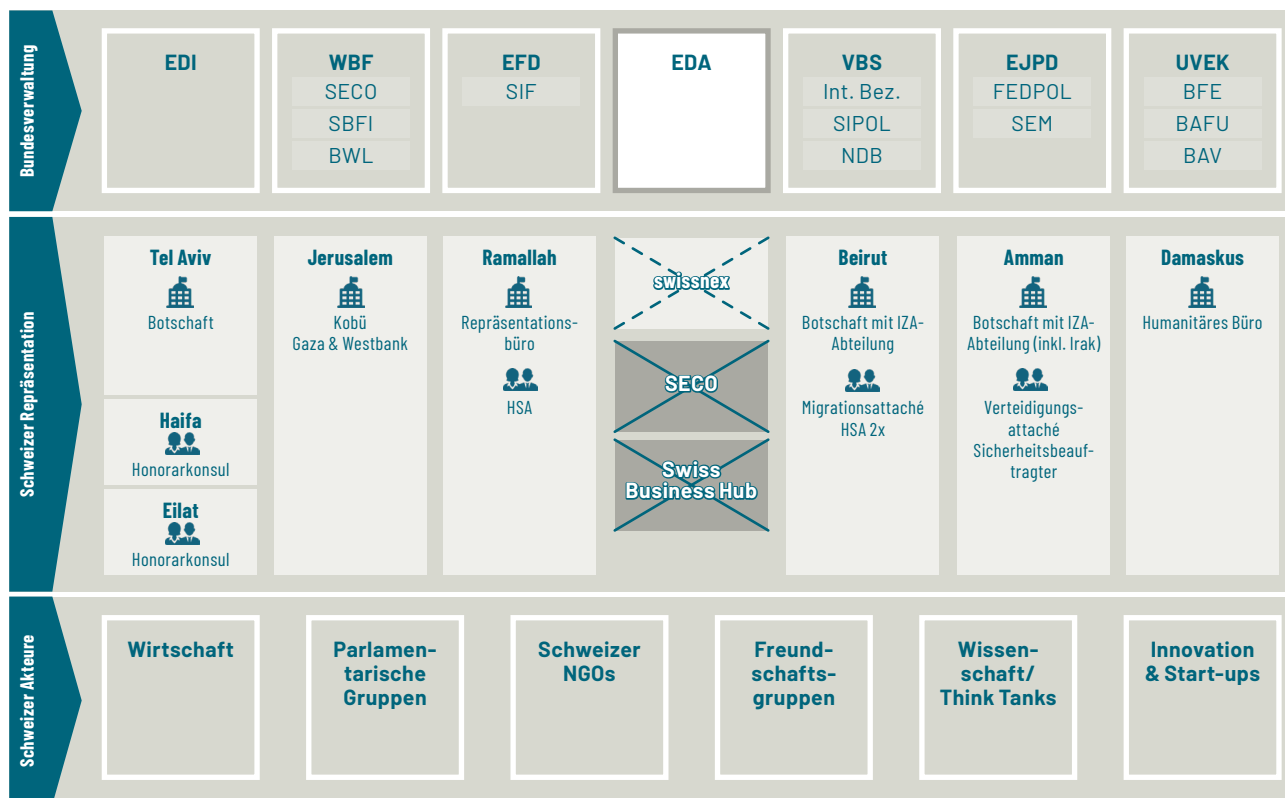 Bundesverwaltung
EDI
WBF
SECO
SBFI
BWL
EFD
SIF
EDA
VBS
Int. Bez.
SIPOL
NDB
EJPD
FEDPOL
SEM
UVEK
BFE
BAFU
BAV
Schweizer Repräsentation
Tel Aviv
Botschaft
Haifa
Honorarkonsul
Eilat
Honorarkonsul
Jerusalem
Kobü
Gaza & Westbank
Ramallah
Repräsentations-
büro
HSA
swissnex
SECO
Swiss
Business Hub
Beirut
Botschaft mit IZA-
Abteilung
Migrationsattaché
HSA 2x
Amman
Botschaft mit IZA-
Abteilung (inkl. Irak)
Verteidigungs-
attaché
Sicherheitsbeauf-
tragter
Damaskus
Humanitäres Büro
Schweizer Akteure
Wirtschaft
Parlamen-
tarische
Gruppen
Schweizer
NGOs
Freund-
schafts-
gruppen
Wissen-
schaft/
Think Tanks
Innovation
& Start-ups